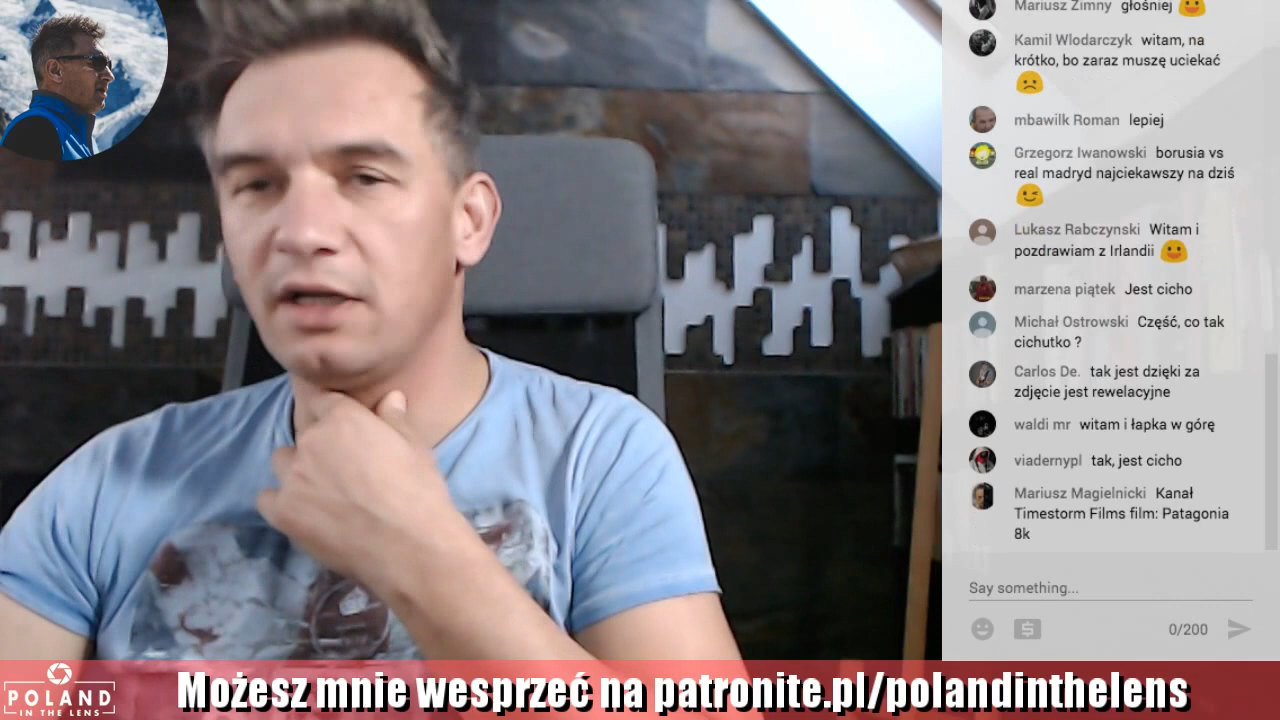 Mariusz Zimny głośniej
Kamil Wlodarczyk witam, na
krótko, bo zaraz muszę uciekać
mbawilk Roman lepiej
Grzegorz Iwanowski borusia vs
real madryd najciekawszy na dziś
Lukasz Rabczynski Witam i
pozdrawiam z Irlandii
marzena piątek Jest cicho
Michał Ostrowski Część, co tak
cichutko ?
Carlos De. tak jest dzięki za
zdjęcie jest rewelacyjne
waldi mr witam i łapka w górę
viadernypl tak, jest cicho
Mariusz Magielnicki Kanał
Timestorm Films film: Patagonia
8k
Say something...
0/200
POLAND
IN THE LENS
Możesz mnie wesprzeć na patronite.pl/polandinthelens